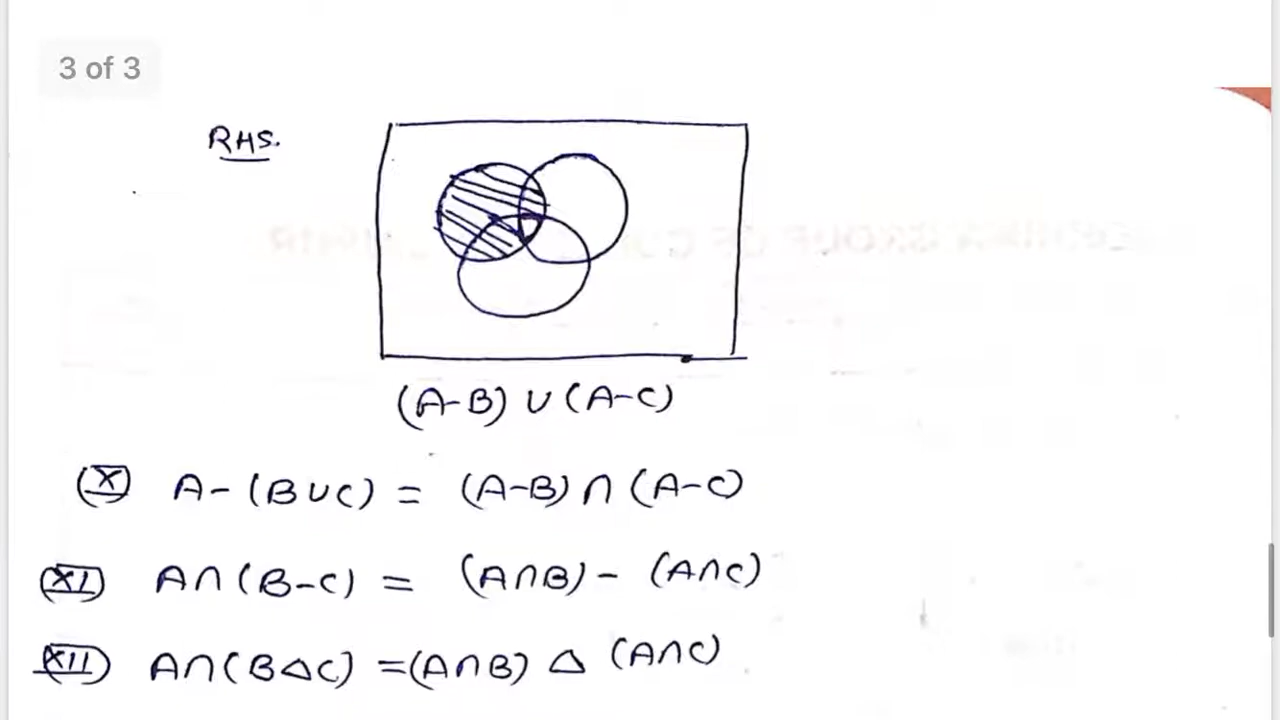 3 of 3
RHS.
(A-B) ∪ (A-C)
(X) A-(B∪C) = (A-B) ∩ (A-C)
(XI) A∩(B-C) = (A∩B) - (A∩C)
(XII) A∩(B△C) = (A∩B) △ (A∩C)